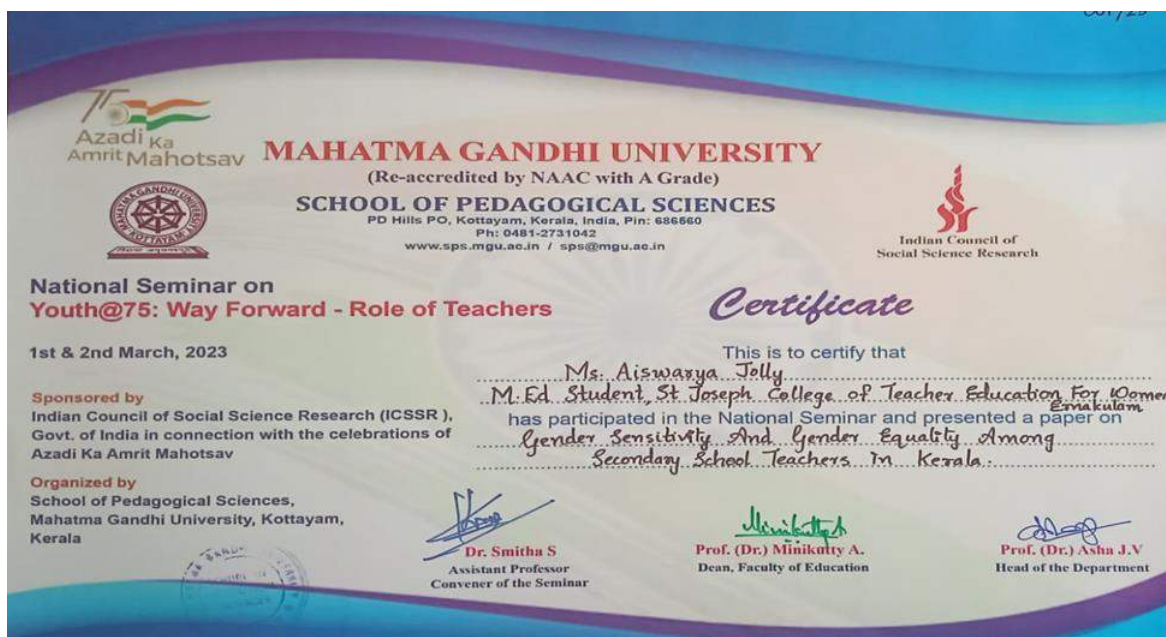 75
Azadi Ka
Amrit Mahotsav
MAHATMA GANDHI UNIVERSITY
(Re-accredited by NAAC with A Grade)
SCHOOL OF PEDAGOGICAL SCIENCES
PD Hills PO, Kottayam, Kerala, India, Pin: 686560
Ph: 0481-2731042
www.sps.mgu.ac.in / sps@mgu.ac.in
MAHATMA GANDHI UNIVERSITY
KOTTAYAM
Indian Council of
Social Science Research
National Seminar on
Youth@75: Way Forward - Role of Teachers
1st & 2nd March, 2023
Sponsored by
Indian Council of Social Science Research (ICSSR ),
Govt. of India in connection with the celebrations of
Azadi Ka Amrit Mahotsav
Organized by
School of Pedagogical Sciences,
Mahatma Gandhi University, Kottayam,
Kerala
Certificate
This is to certify that
Ms. Aiswarya Jolly
M.Ed Student, St Joseph College of Teacher Education For Women
Ernakulam
has participated in the National Seminar and presented a paper on
Gender Sensitivity And Gender Equality Among
Secondary School Teachers In Kerala.
Dr. Smitha S
Assistant Professor
Convener of the Seminar
Minikutty A
Prof. (Dr.) Minikutty A.
Dean, Faculty of Education
Prof. (Dr.) Asha J.V
Head of the Department